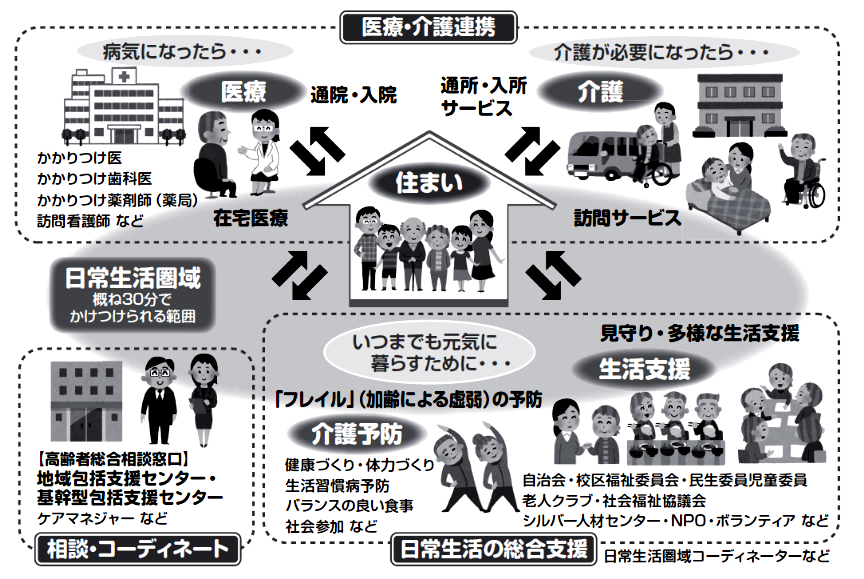 医療・介護連携
病気になったら・・・
医療
通院・入院
かかりつけ医
かかりつけ歯科医
かかりつけ薬剤師（薬局）
訪問看護師 など
在宅医療
介護が必要になったら・・・
通所・入所
サービス
介護
訪問サービス
住まい
日常生活圏域
概ね30分で
かけつけられる範囲
【高齢者総合相談窓口】
地域包括支援センター・
基幹型包括支援センター
ケアマネジャー など
相談・コーディネート
いつまでも元気に
暮らすために・・・
「フレイル」（加齢による虚弱）の予防
介護予防
健康づくり・体力づくり
生活習慣病予防
バランスの良い食事
社会参加 など
見守り・多様な生活支援
生活支援
自治会・校区福祉委員会・民生委員児童委員
老人クラブ・社会福祉協議会
シルバー人材センター・NPO・ボランティア など
日常生活の総合支援
日常生活圏域コーディネーターなど